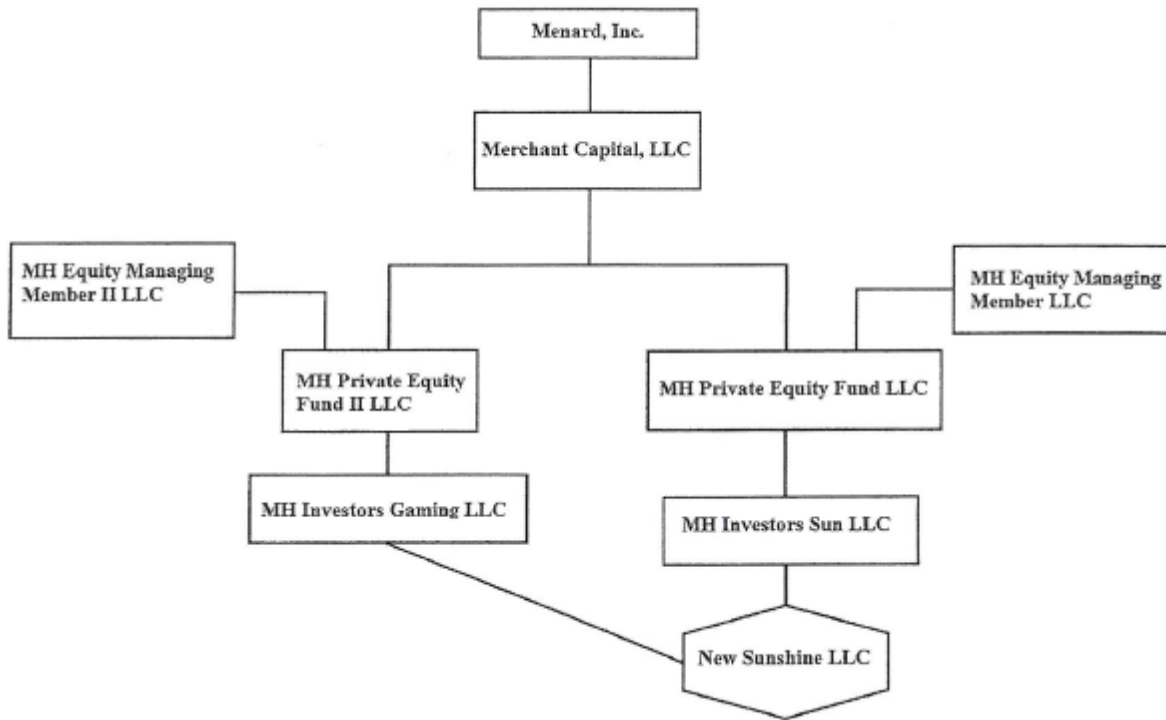 Menard, Inc.
Merchant Capital, LLC
MH Equity Managing
Member II LLC
MH Equity Managing
Member LLC
MH Private Equity
Fund II LLC
MH Private Equity Fund LLC
MH Investors Gaming LLC
MH Investors Sun LLC
New Sunshine LLC